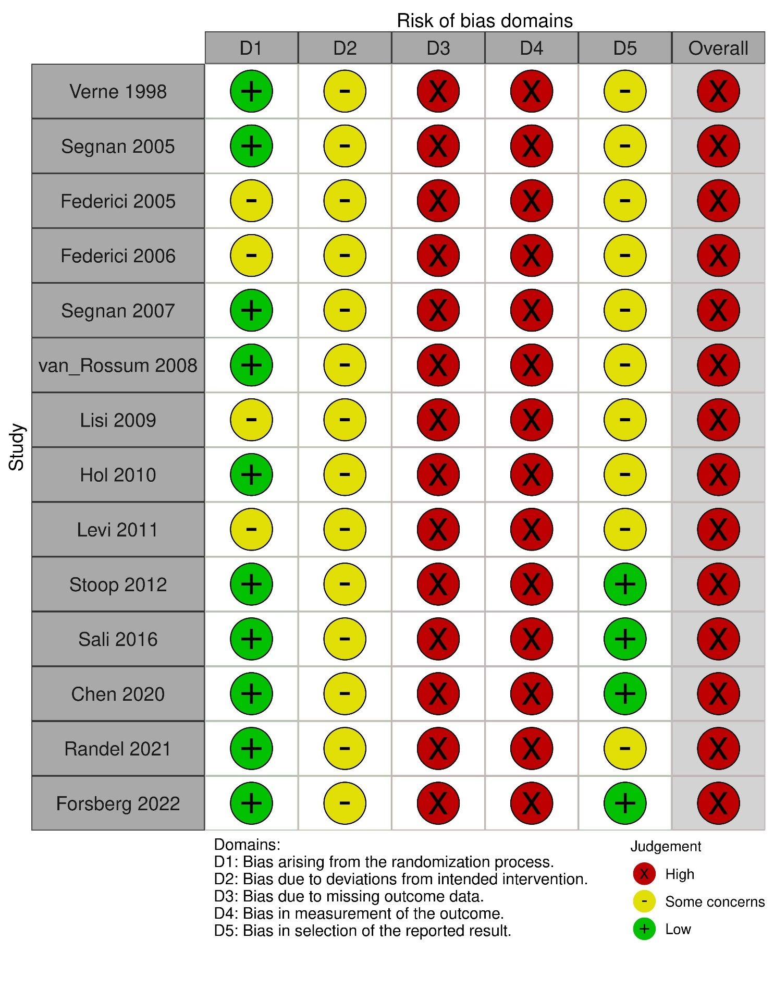 Risk of bias domains
D1 D2 D3 D4 D5 Overall
Study
Verne 1998 + - X X - X
Segnan 2005 + - X X - X
Federici 2005 - - X X - X
Federici 2006 - - X X - X
Segnan 2007 + - X X - X
van_Rossum 2008 + - X X - X
Lisi 2009 - - X X - X
Hol 2010 + - X X - X
Levi 2011 - - X X - X
Stoop 2012 + - X X + X
Sali 2016 + - X X + X
Chen 2020 + - X X + X
Randel 2021 + - X X - X
Forsberg 2022 + - X X + X
Domains:
D1: Bias arising from the randomization process.
D2: Bias due to deviations from intended intervention.
D3: Bias due to missing outcome data.
D4: Bias in measurement of the outcome.
D5: Bias in selection of the reported result.
Judgement
X High
- Some concerns
+ Low